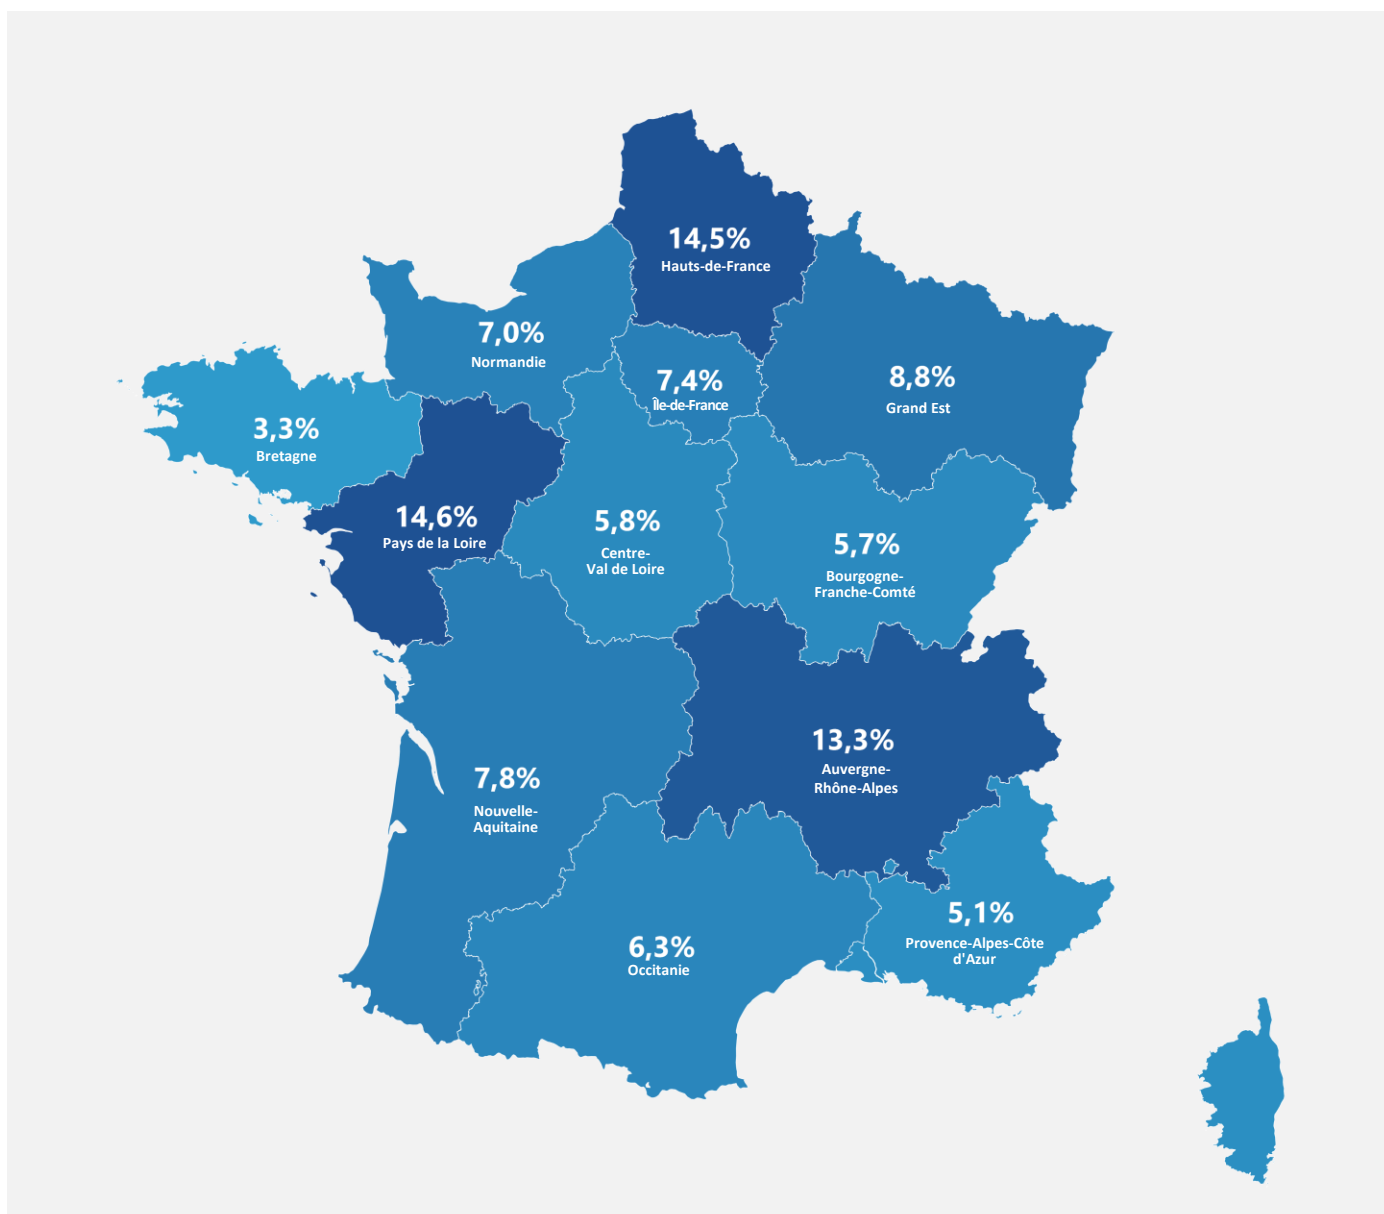 14,5%
Hauts-de-France
7,0%
Normandie
7,4%
Île-de-France
8,8%
Grand Est
3,3%
Bretagne
14,6%
Pays de la Loire
5,8%
Centre-
Val de Loire
5,7%
Bourgogne-
Franche-Comté
13,3%
Auvergne-
Rhône-Alpes
7,8%
Nouvelle-
Aquitaine
5,1%
Provence-Alpes-Côte
d'Azur
6,3%
Occitanie